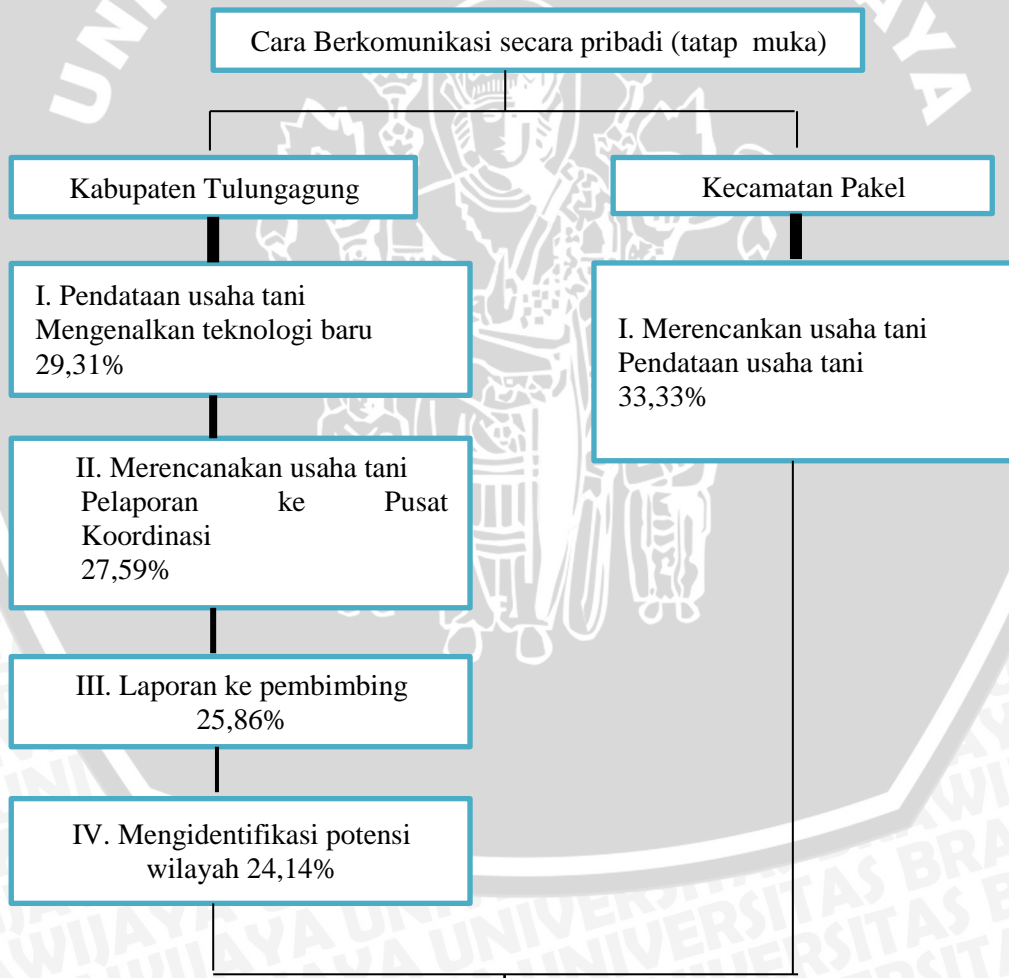 Cara Berkomunikasi secara pribadi (tatap muka)
Kabupaten Tulungagung
Kecamatan Pakel
I. Pendataan usaha tani
Mengenalkan teknologi baru
29,31%
I. Merencankan usaha tani
Pendataan usaha tani
33,33%
II. Merencanakan usaha tani
Pelaporan ke Pusat
Koordinasi
27,59%
III. Laporan ke pembimbing
25,86%
IV. Mengidentifikasi potensi
wilayah 24,14%